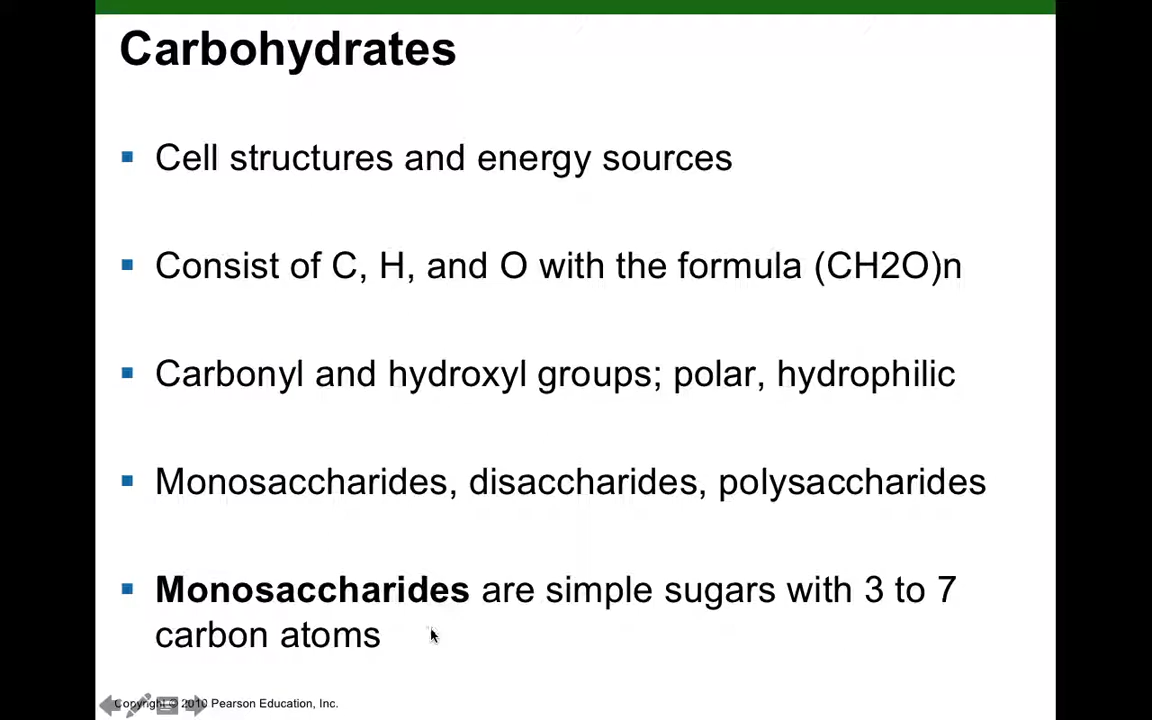 Carbohydrates
Cell structures and energy sources
Consist of C, H, and O with the formula (CH2O)n
Carbonyl and hydroxyl groups; polar, hydrophilic
Monosaccharides, disaccharides, polysaccharides
Monosaccharides are simple sugars with 3 to 7
carbon atoms
Copyright © 2010 Pearson Education, Inc.